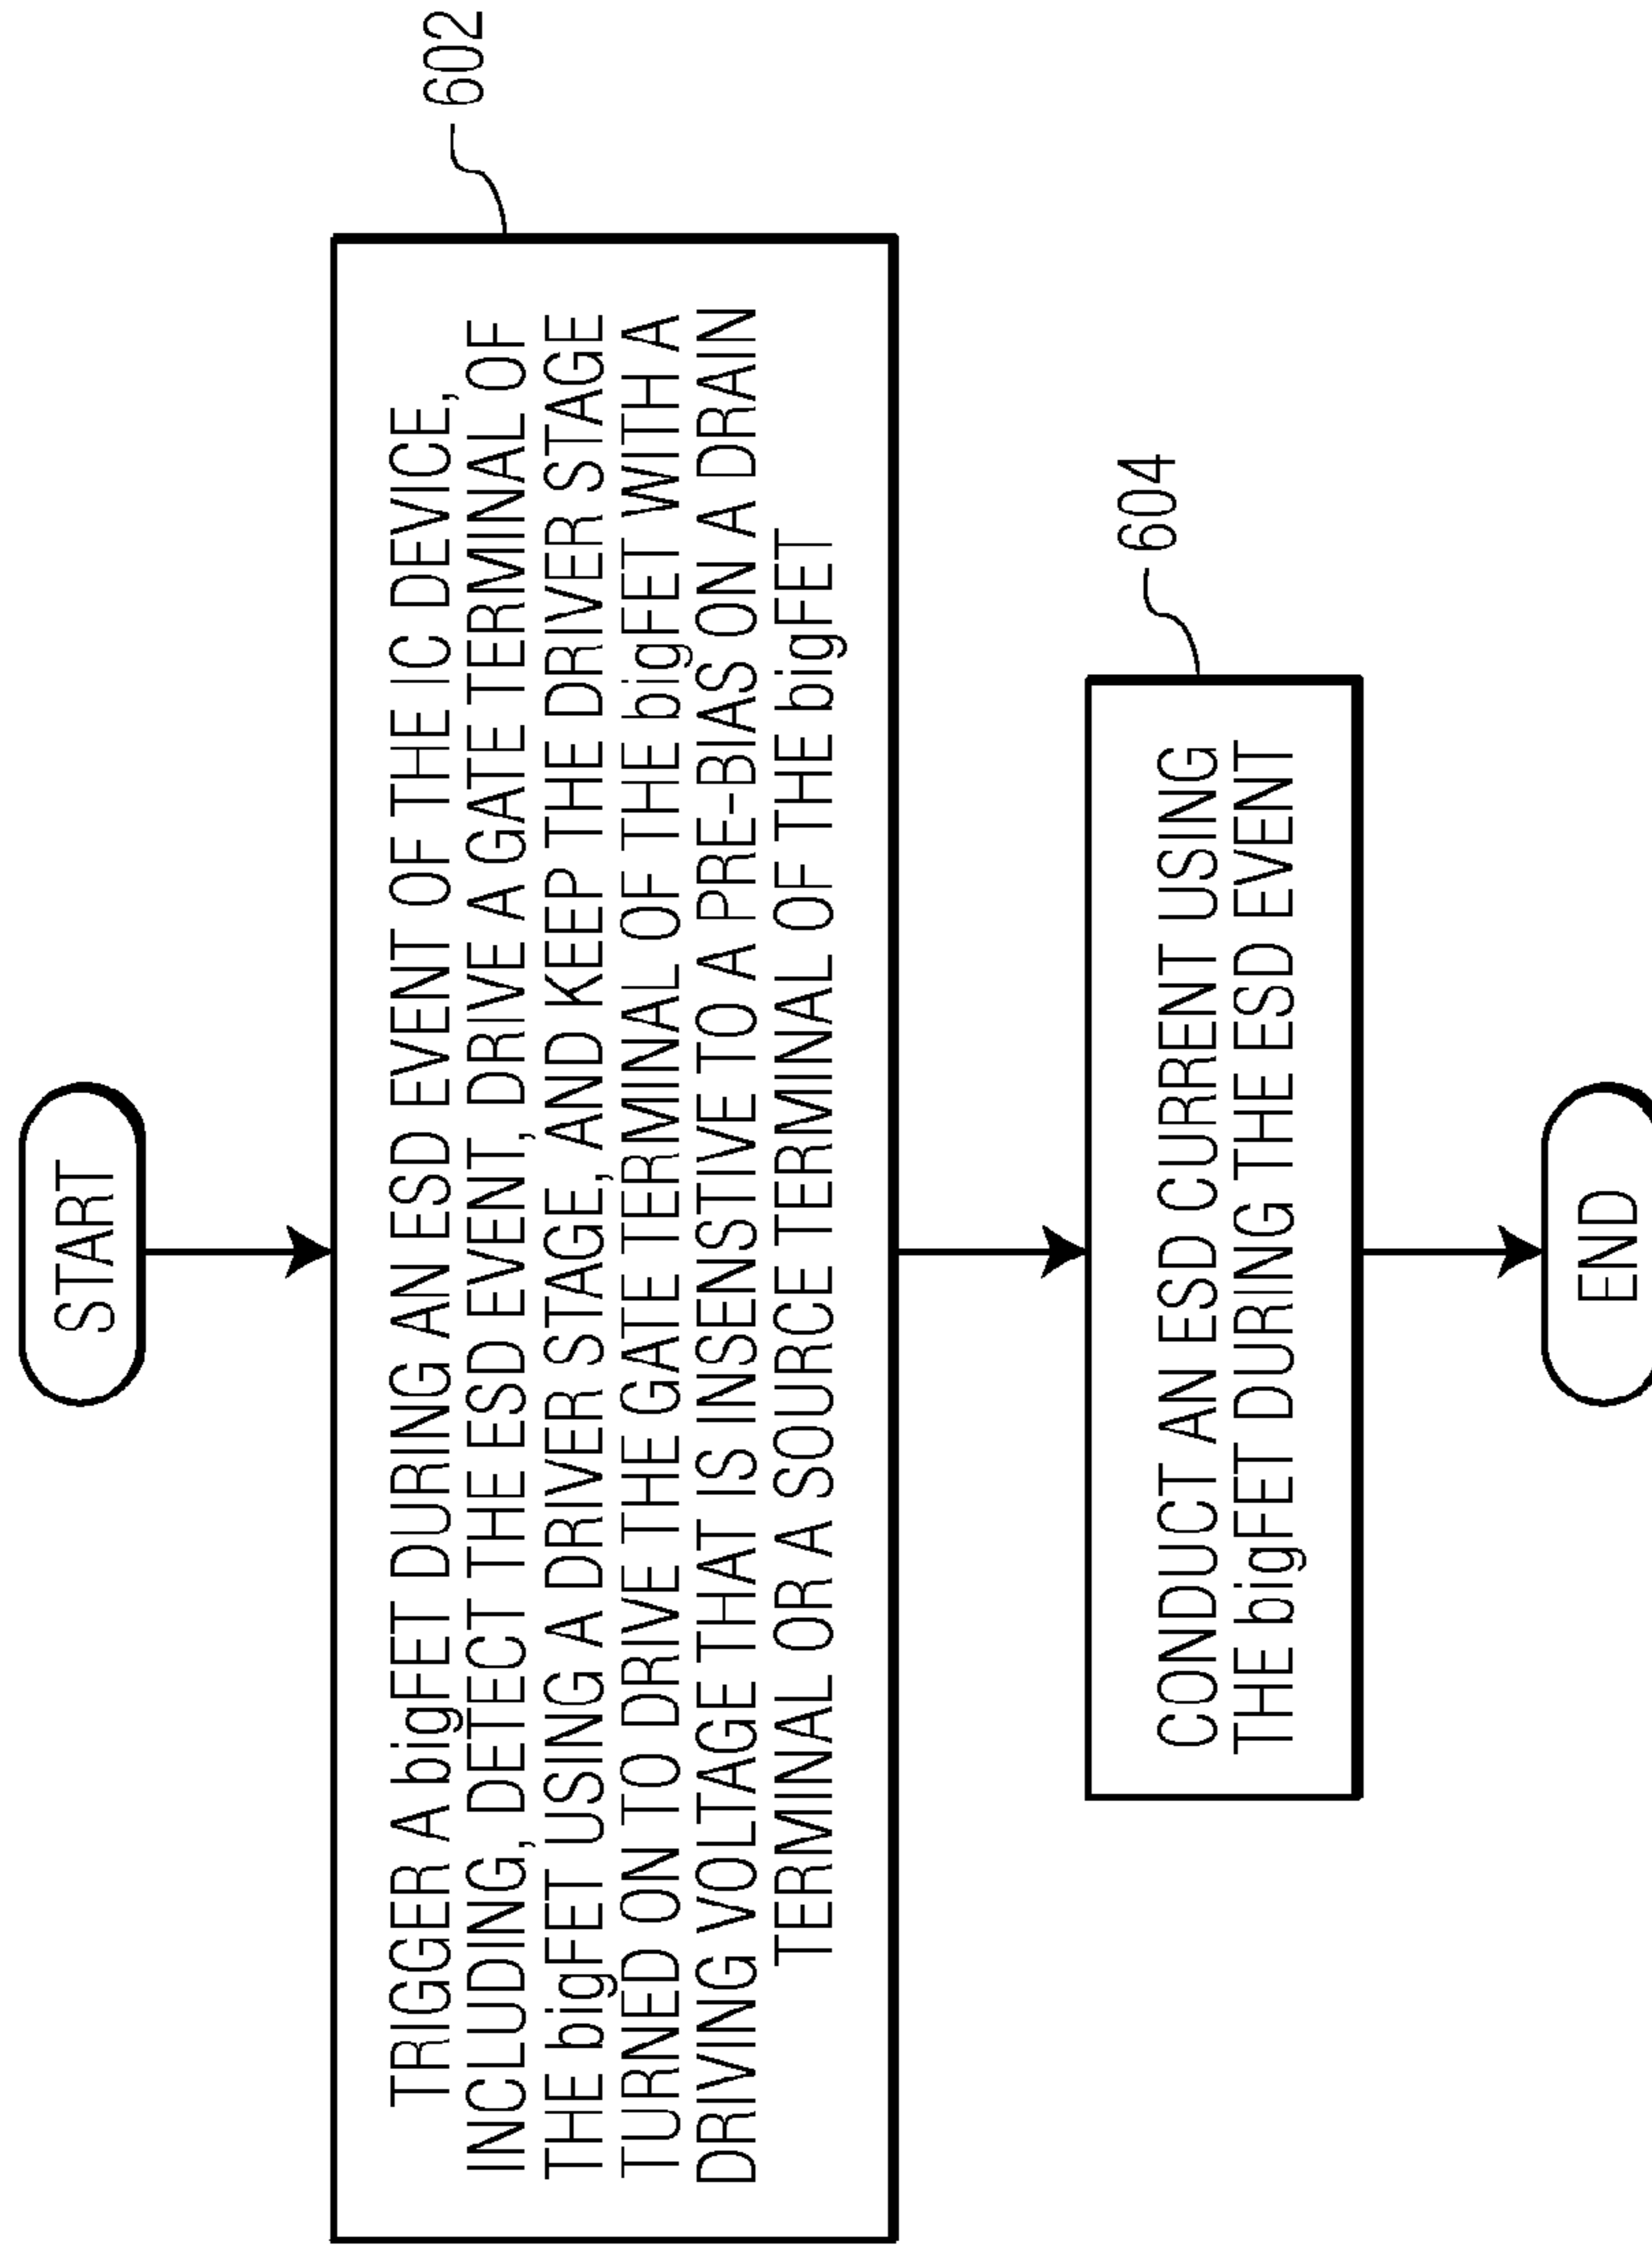 START
602
TRIGGER A bigFET DURING AN ESD EVENT OF THE IC DEVICE,
INCLUDING, DETECT THE ESD EVENT, DRIVE A GATE TERMINAL OF
THE bigFET USING A DRIVER STAGE, AND KEEP THE DRIVER STAGE
TURNED ON TO DRIVE THE GATE TERMINAL OF THE bigFET WITH A
DRIVING VOLTAGE THAT IS INSENSTIVE TO A PRE-BIAS ON A DRAIN
TERMINAL OR A SOURCE TERMINAL OF THE bigFET
604
CONDUCT AN ESD CURRENT USING
THE bigFET DURING THE ESD EVENT
END